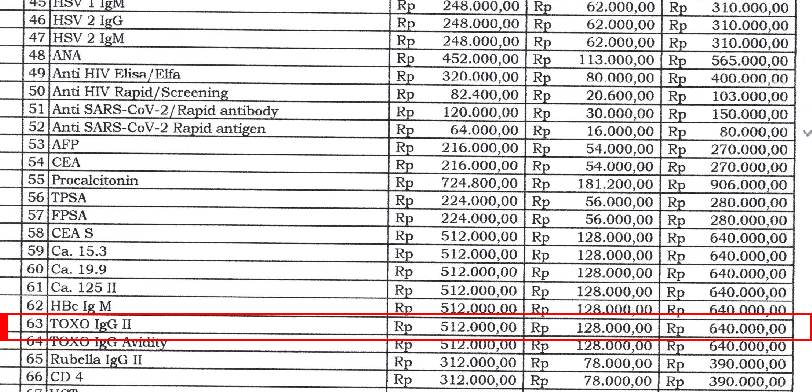 45 HSV 1 IgM Rp 248.000,00 Rp 62.000,00 Rp 310.000,00
46 HSV 2 IgG Rp 248.000,00 Rp 62.000,00 Rp 310.000,00
47 HSV 2 IgM Rp 248.000,00 Rp 62.000,00 Rp 310.000,00
48 ANA Rp 452.000,00 Rp 113.000,00 Rp 565.000,00
49 Anti HIV Elisa/Elfa Rp 320.000,00 Rp 80.000,00 Rp 400.000,00
50 Anti HIV Rapid/Screening Rp 82.400,00 Rp 20.600,00 Rp 103.000,00
51 Anti SARS-CoV-2/Rapid antibody Rp 120.000,00 Rp 30.000,00 Rp 150.000,00
52 Anti SARS-CoV-2 Rapid antigen Rp 64.000,00 Rp 16.000,00 Rp 80.000,00
53 AFP Rp 216.000,00 Rp 54.000,00 Rp 270.000,00
54 CEA Rp 216.000,00 Rp 54.000,00 Rp 270.000,00
55 Procalcitonin Rp 724.800,00 Rp 181.200,00 Rp 906.000,00
56 TPSA Rp 224.000,00 Rp 56.000,00 Rp 280.000,00
57 FPSA Rp 224.000,00 Rp 56.000,00 Rp 280.000,00
58 CEA S Rp 512.000,00 Rp 128.000,00 Rp 640.000,00
59 Ca. 15.3 Rp 512.000,00 Rp 128.000,00 Rp 640.000,00
60 Ca. 19.9 Rp 512.000,00 Rp 128.000,00 Rp 640.000,00
61 Ca. 125 II Rp 512.000,00 Rp 128.000,00 Rp 640.000,00
62 HBc Ig M Rp 512.000,00 Rp 128.000,00 Rp 640.000,00
63 TOXO IgG II Rp 512.000,00 Rp 128.000,00 Rp 640.000,00
64 TOXO IgG Avidity Rp 512.000,00 Rp 128.000,00 Rp 640.000,00
65 Rubella IgG II Rp 312.000,00 Rp 78.000,00 Rp 390.000,00
66 CD 4 Rp 312.000,00 Rp 78.000,00 Rp 390.000,00